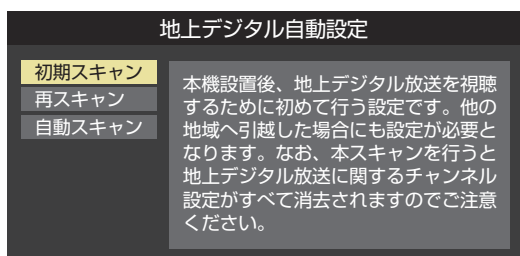 地上デジタル自動設定
初期スキャン
再スキャン
自動スキャン
本機設置後、地上デジタル放送を視聴
するために初めて行う設定です。他の
地域へ引越した場合にも設定が必要と
なります。なお、本スキャンを行うと
地上デジタル放送に関するチャンネル
設定がすべて消去されますのでご注意
ください。